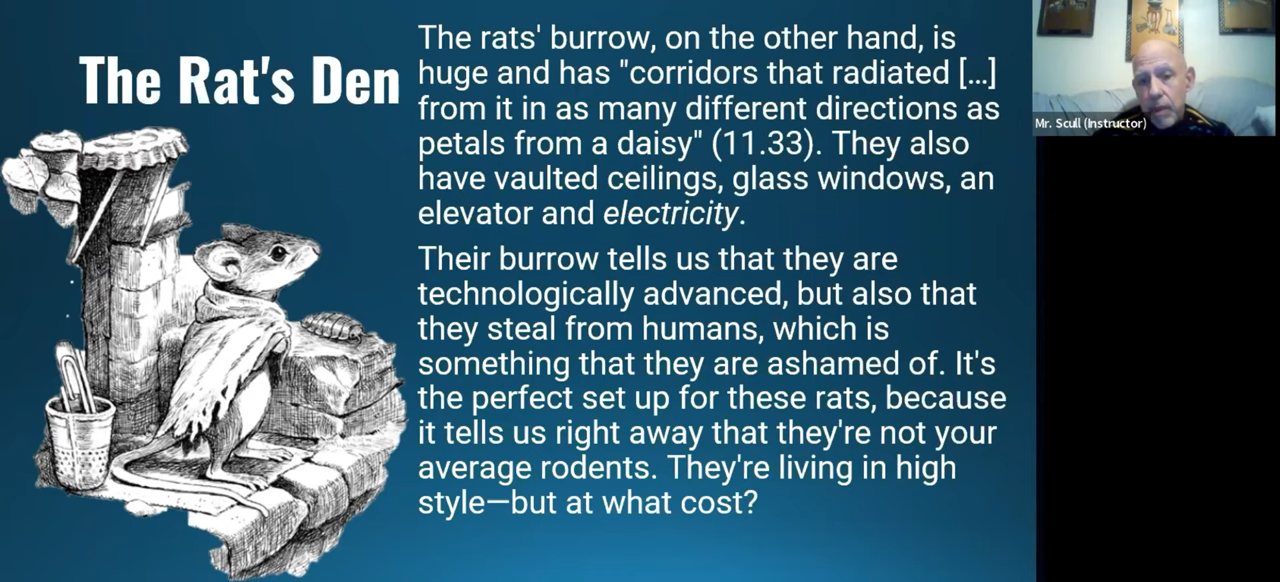 The Rat's Den
The rats' burrow, on the other hand, is
huge and has "corridors that radiated [...]
from it in as many different directions as
petals from a daisy" (11.33). They also
have vaulted ceilings, glass windows, an
elevator and electricity.
Their burrow tells us that they are
technologically advanced, but also that
they steal from humans, which is
something that they are ashamed of. It's
the perfect set up for these rats, because
it tells us right away that they're not your
average rodents. They're living in high
style—but at what cost?
Mr. Scull (Instructor)